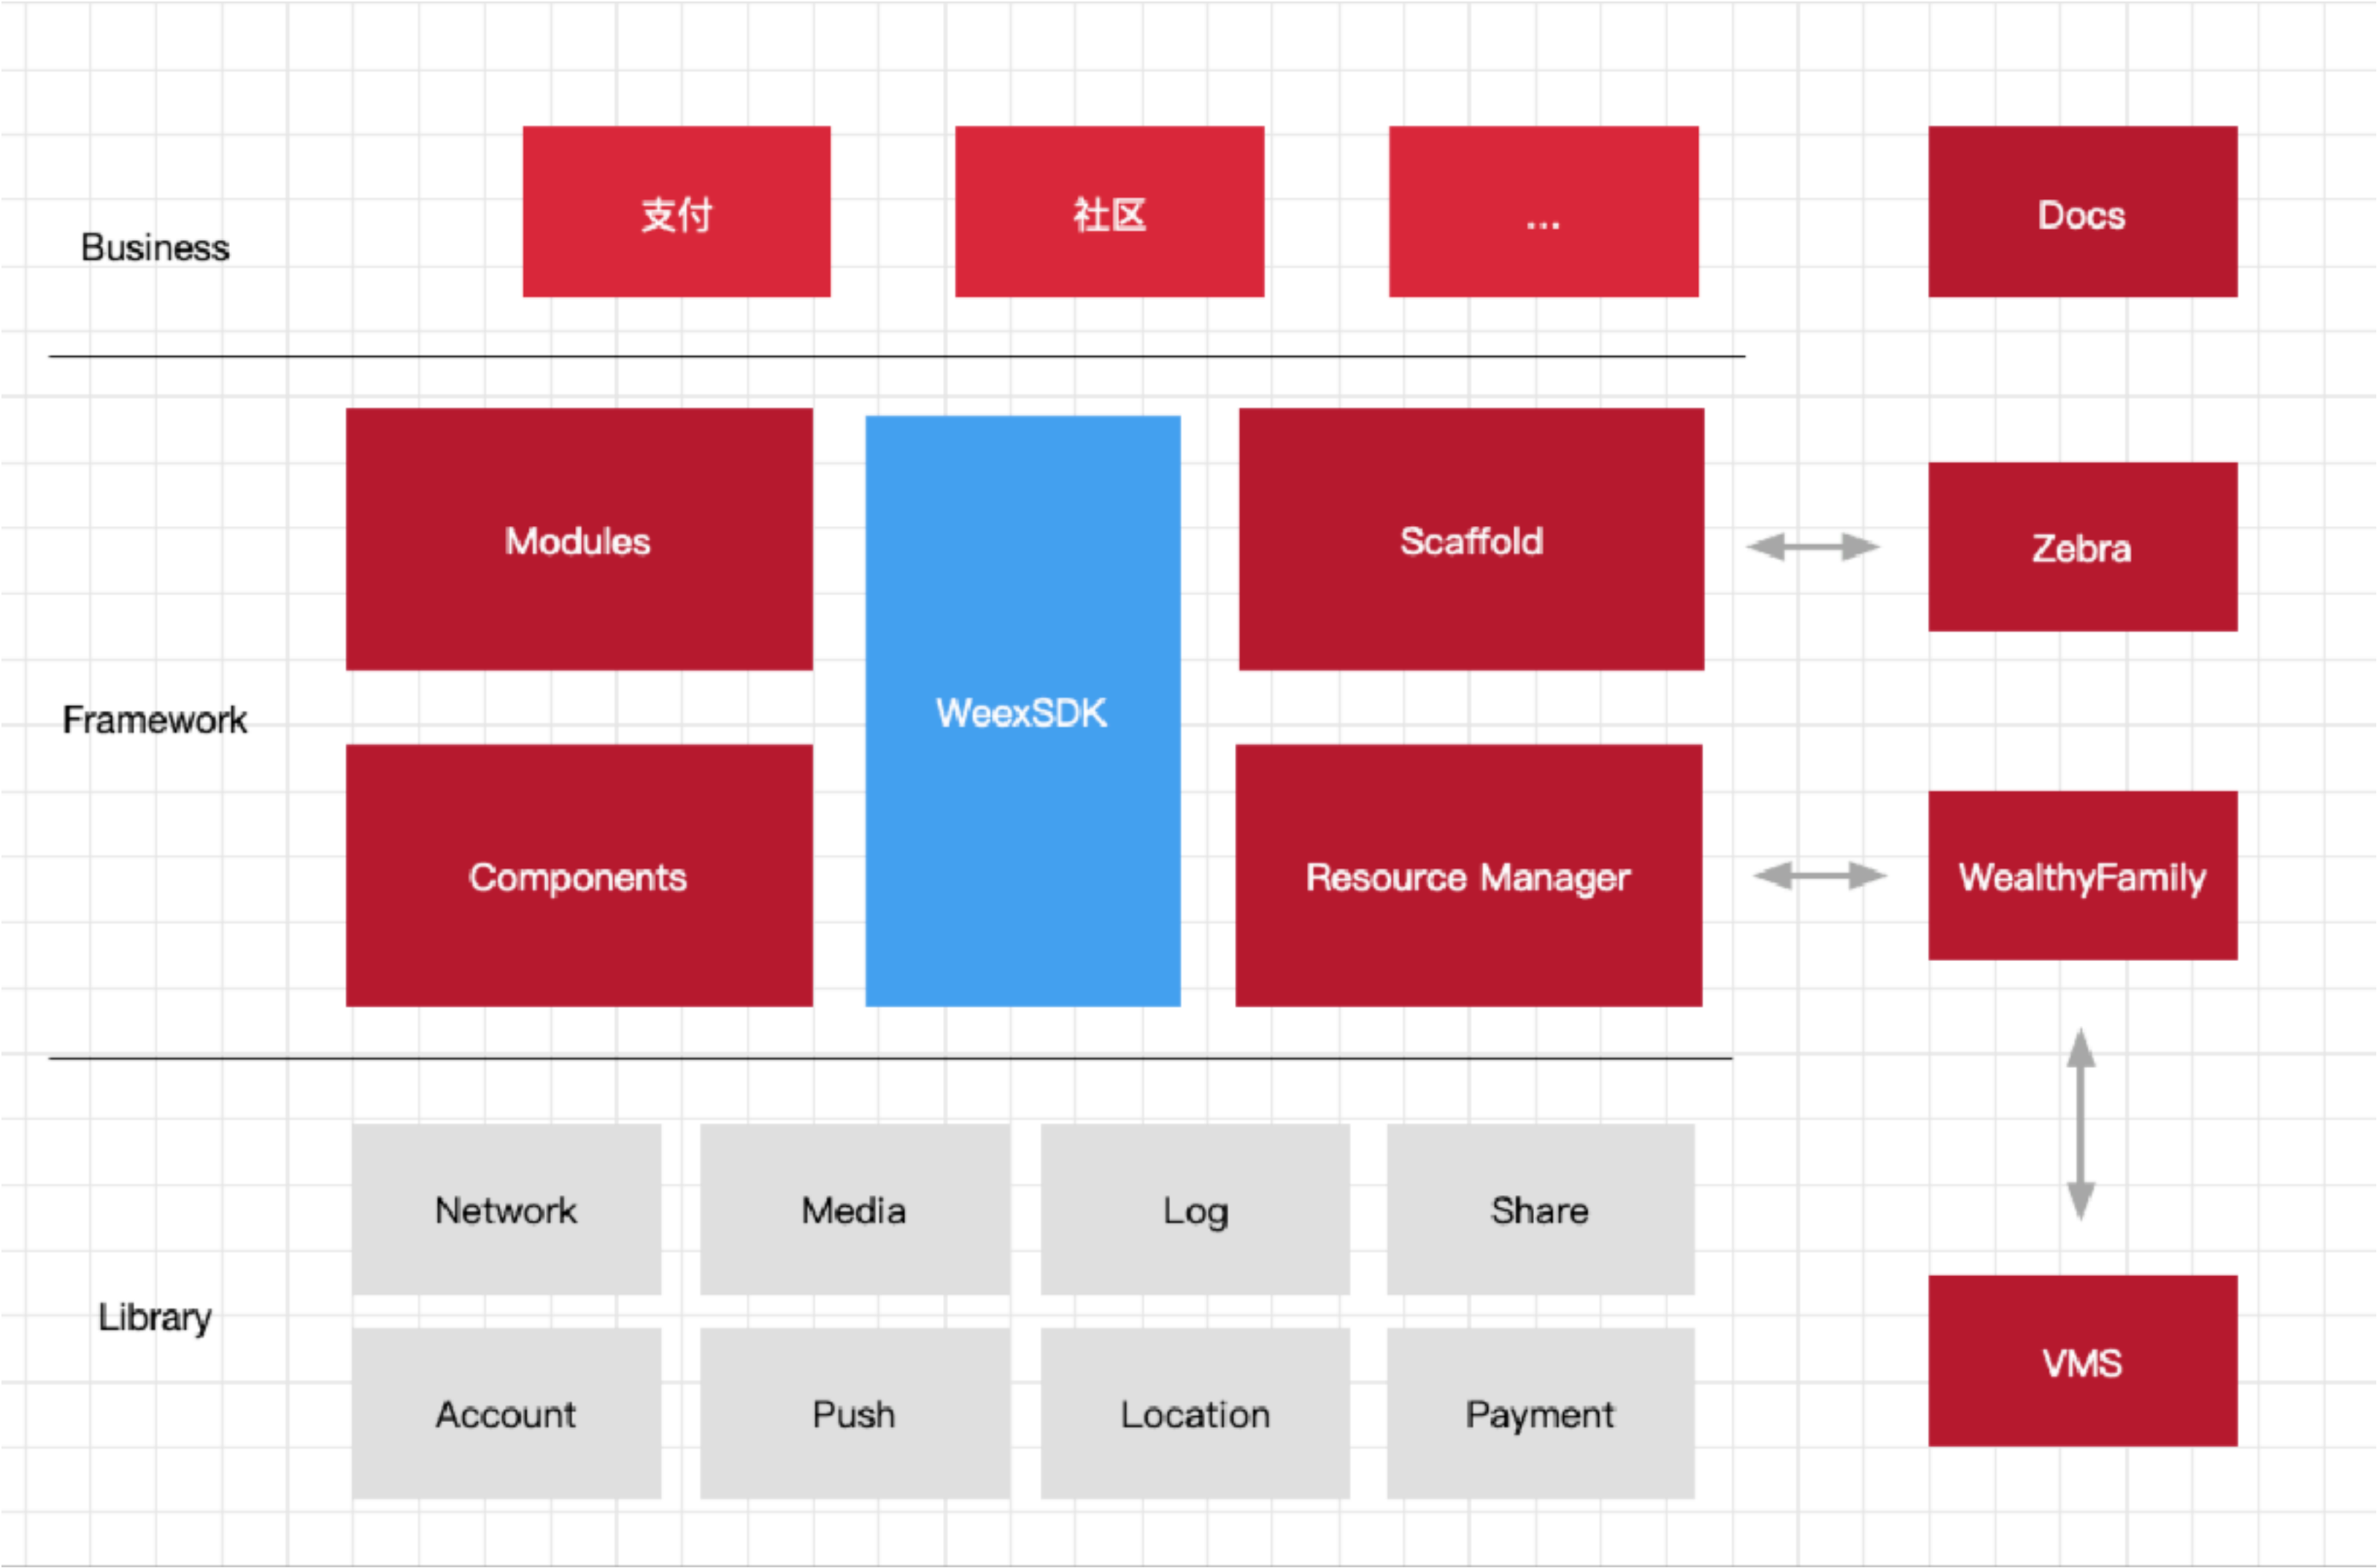 支付
社区
...
Docs
Business
Modules
Scaffold
Zebra
WeexSDK
Framework
Components
Resource Manager
WealthyFamily
Network
Media
Log
Share
Library
VMS
Account
Push
Location
Payment